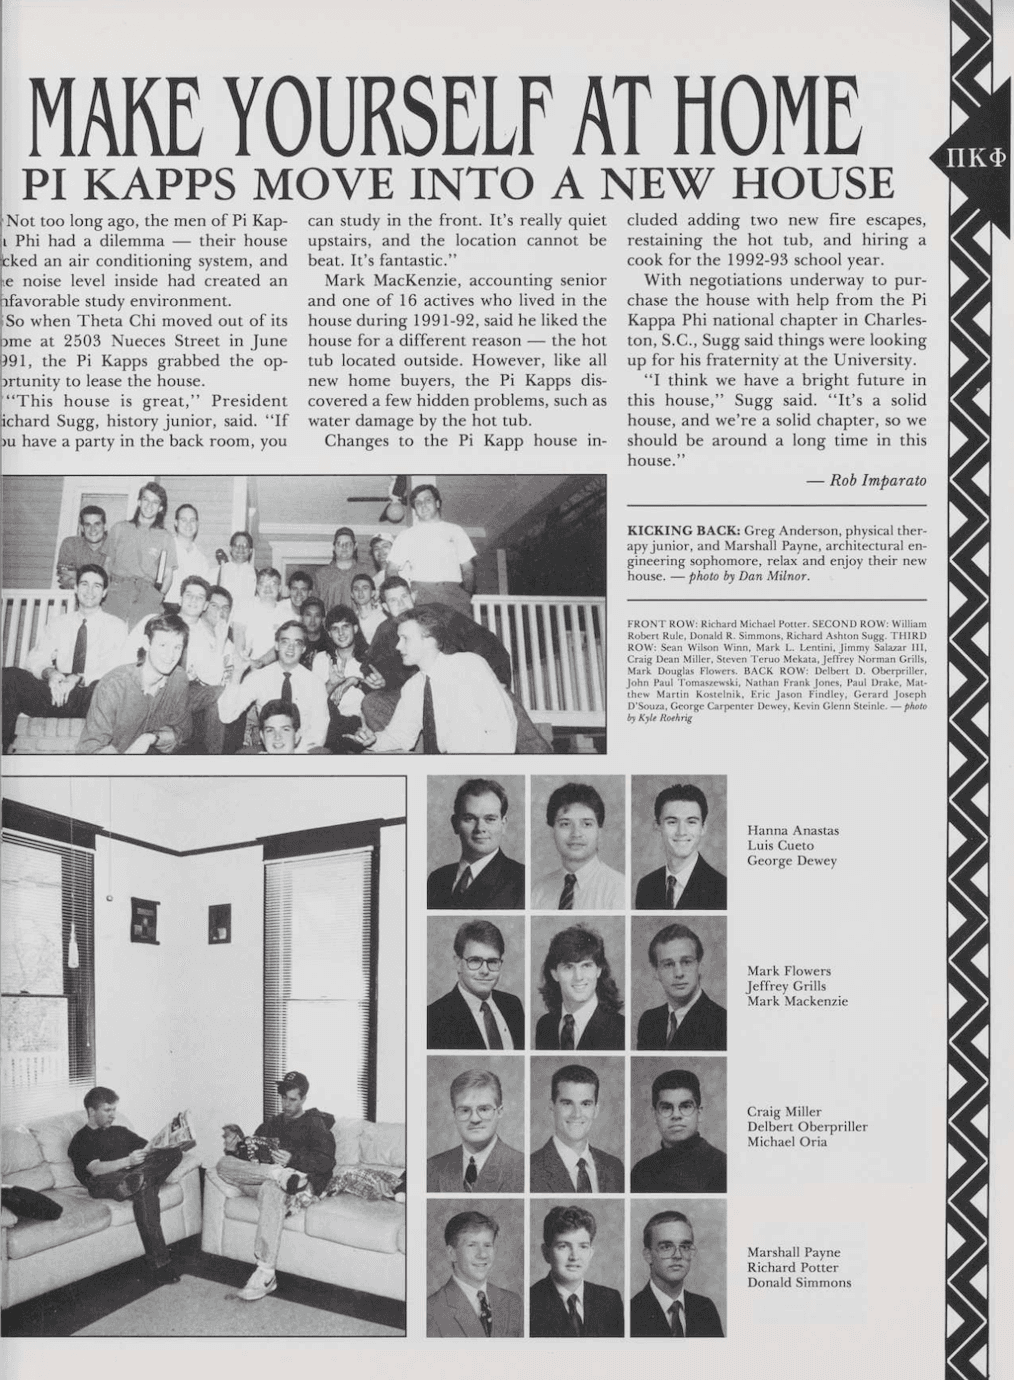 MAKE YOURSELF AT HOME
PI KAPPS MOVE INTO A NEW HOUSE
ΠΚΦ
Not too long ago, the men of Pi Kap-
Phi had a dilemma — their house
cked an air conditioning system, and
e noise level inside had created an
nfavorable study environment.
So when Theta Chi moved out of its
ome at 2503 Nueces Street in June
991, the Pi Kapps grabbed the op-
ortunity to lease the house.
"This house is great," President
ichard Sugg, history junior, said. "If
ou have a party in the back room, you
can study in the front. It's really quiet
upstairs, and the location cannot be
beat. It's fantastic."
Mark MacKenzie, accounting senior
and one of 16 actives who lived in the
house during 1991-92, said he liked the
house for a different reason — the hot
tub located outside. However, like all
new home buyers, the Pi Kapps dis-
covered a few hidden problems, such as
water damage by the hot tub.
Changes to the Pi Kapp house in-
cluded adding two new fire escapes,
restaining the hot tub, and hiring a
cook for the 1992-93 school year.
With negotiations underway to pur-
chase the house with help from the Pi
Kappa Phi national chapter in Charles-
ton, S.C., Sugg said things were looking
up for his fraternity at the University.
"I think we have a bright future in
this house," Sugg said. "It's a solid
house, and we're a solid chapter, so we
should be around a long time in this
house."
— Rob Imparato
KICKING BACK: Greg Anderson, physical ther-
apy junior, and Marshall Payne, architectural en-
gineering sophomore, relax and enjoy their new
house. — photo by Dan Milnor.
FRONT ROW: Richard Michael Potter. SECOND ROW: William
Robert Rule, Donald R. Simmons, Richard Ashton Sugg. THIRD
ROW: Sean Wilson Winn, Mark L. Lentini, Jimmy Salazar III,
Craig Dean Miller, Steven Teruo Mekata, Jeffrey Norman Grills,
Mark Douglas Flowers. BACK ROW: Delbert D. Oberpriller,
John Paul Tomaszewski, Nathan Frank Jones, Paul Drake, Mat-
thew Martin Kostelnik, Eric Jason Findley, Gerard Joseph
D'Souza, George Carpenter Dewey, Kevin Glenn Steinle. — photo
by Kyle Roehrig
Hanna Anastas
Luis Cueto
George Dewey
Mark Flowers
Jeffrey Grills
Mark Mackenzie
Craig Miller
Delbert Oberpriller
Michael Oria
Marshall Payne
Richard Potter
Donald Simmons